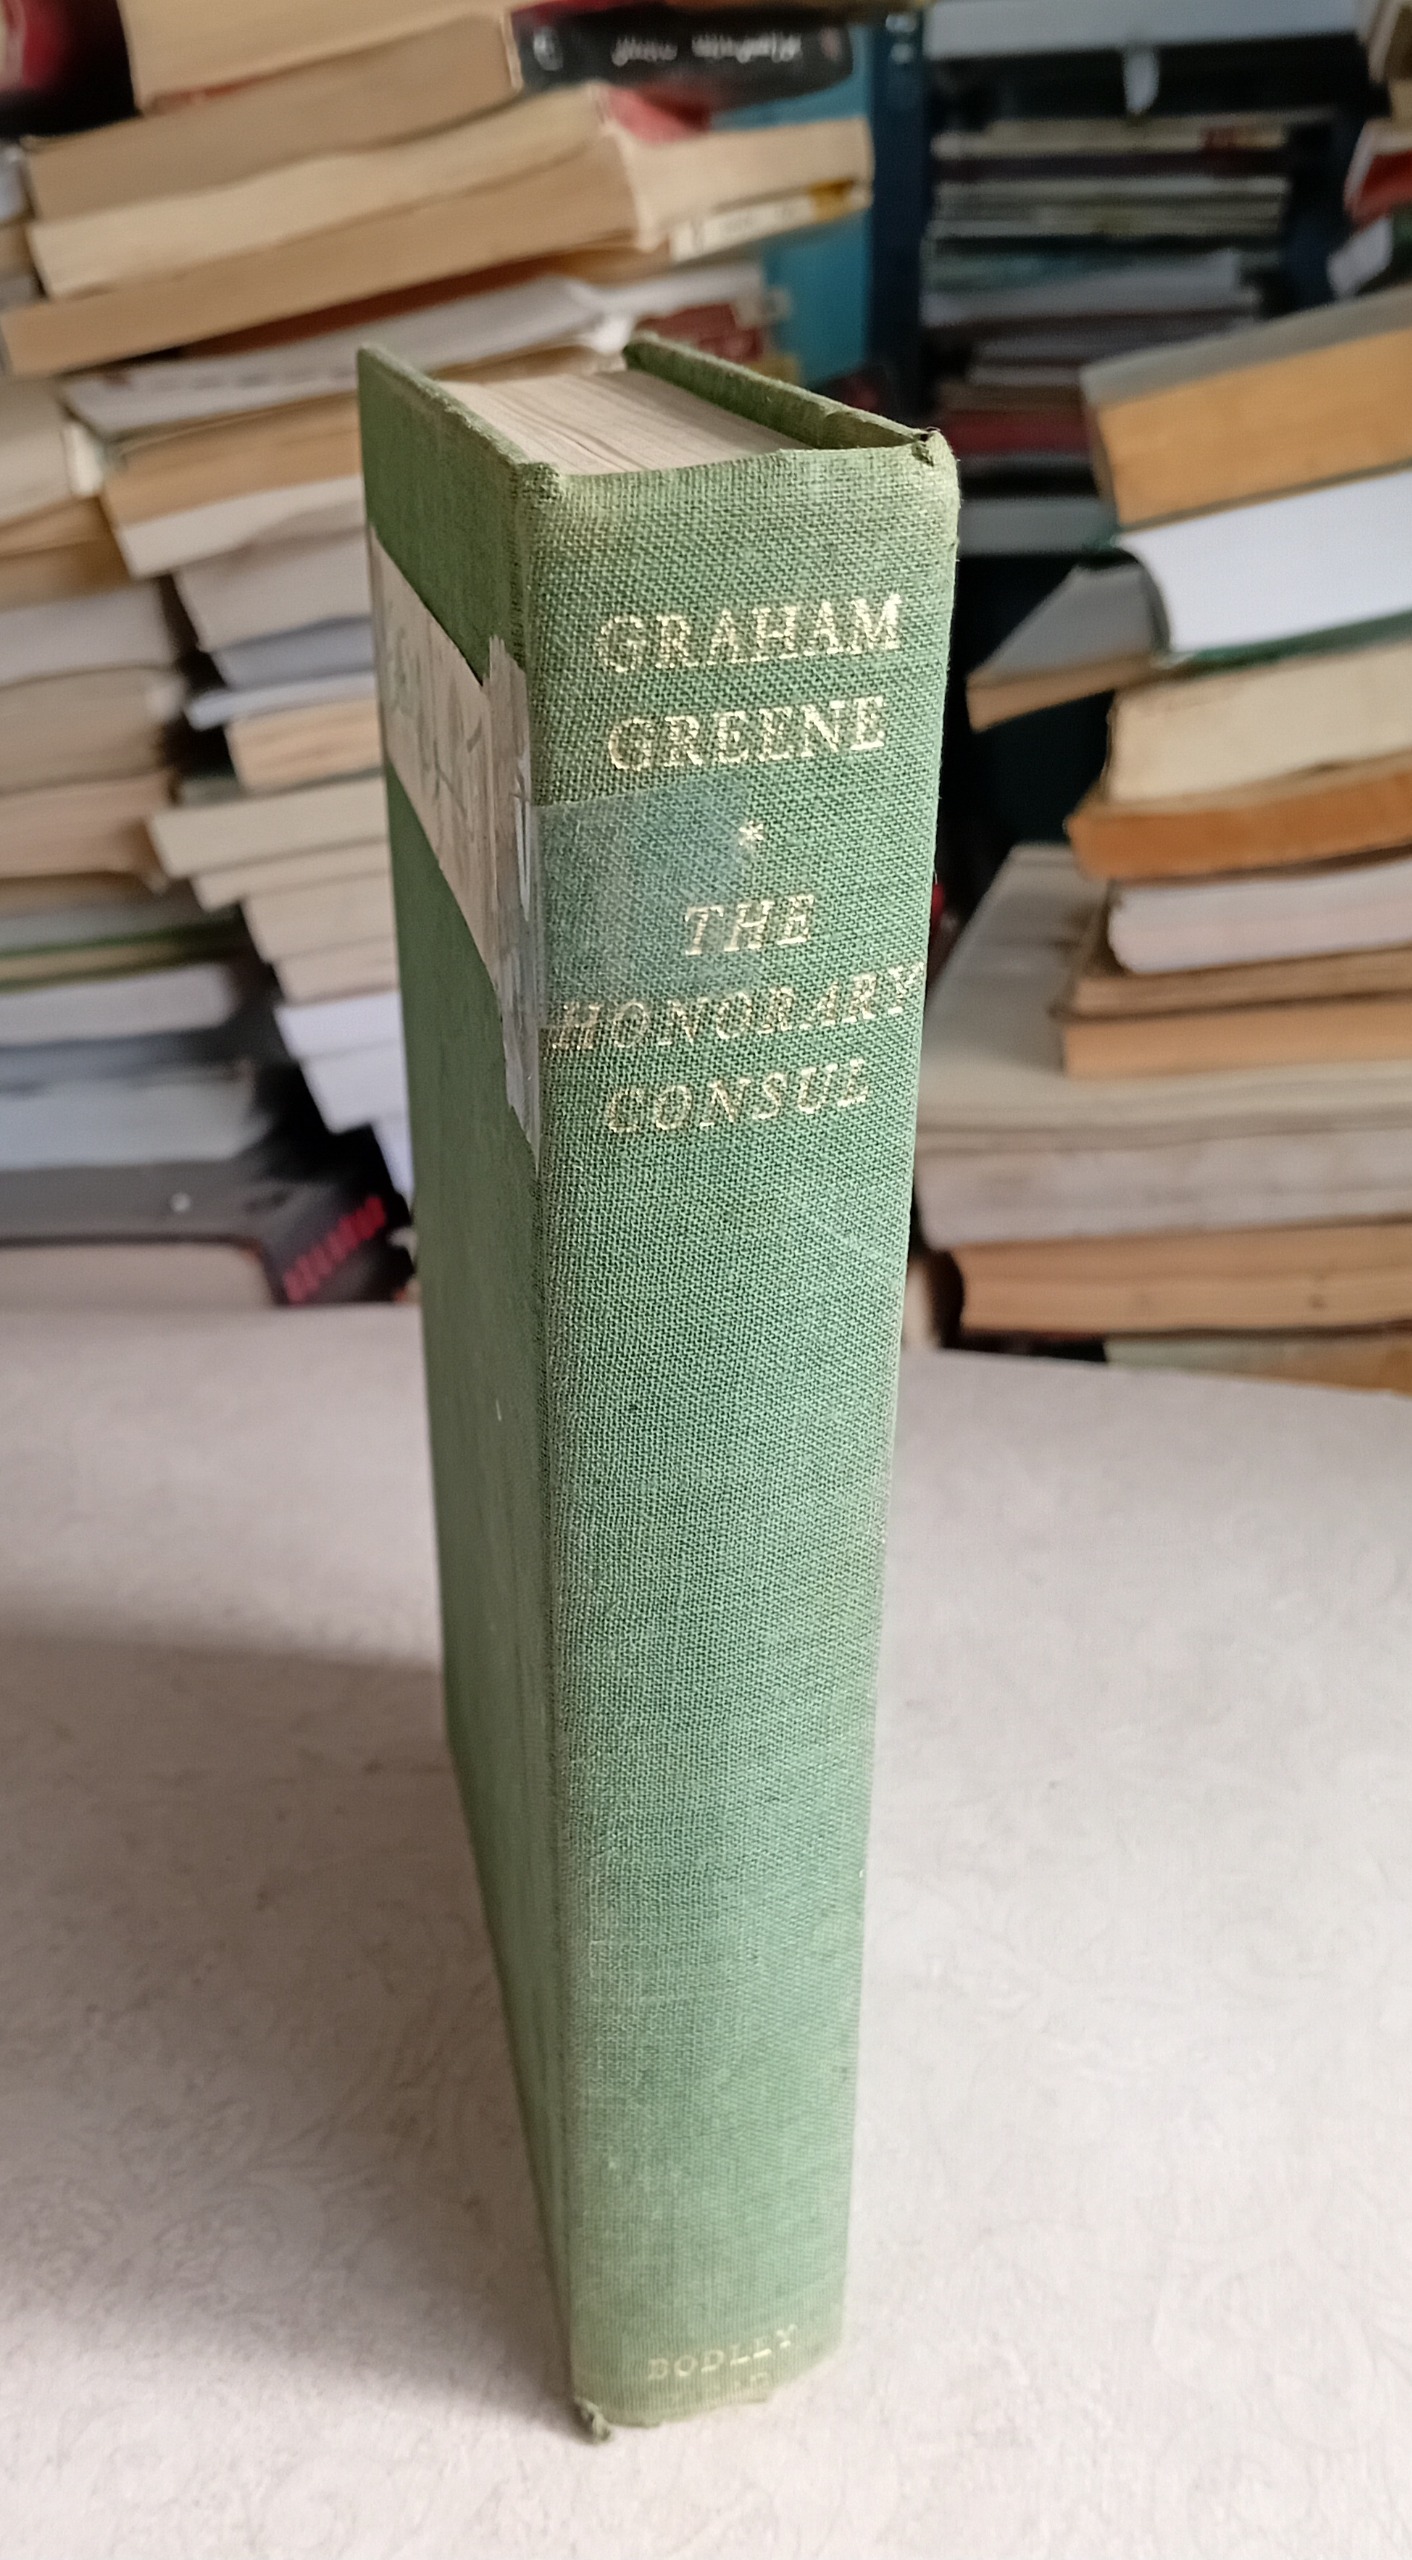 GRAHAM
GREENE
*
THE
HONORARY
CONSUL
BODLEY